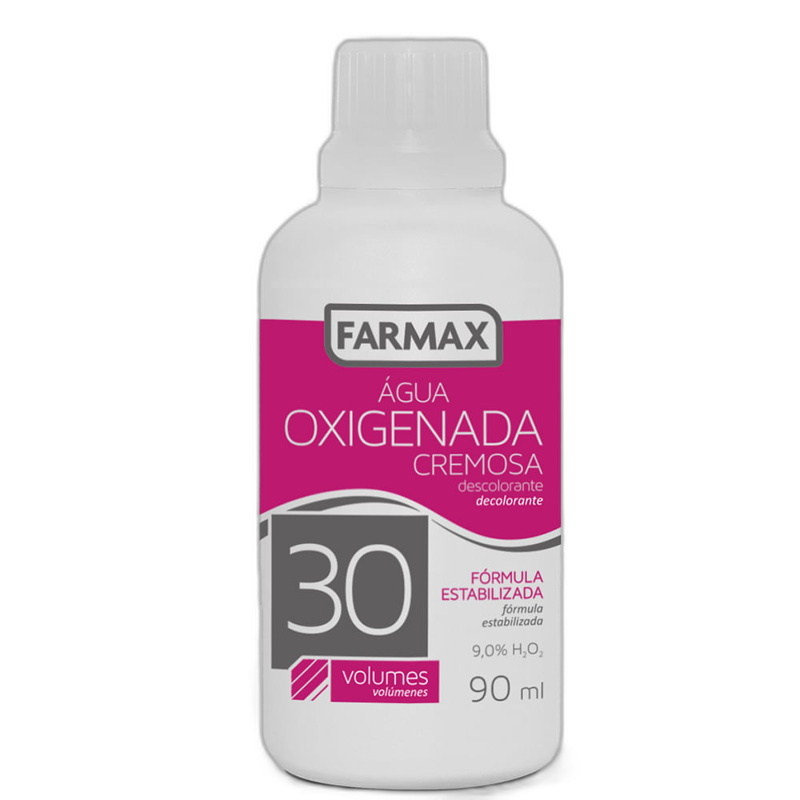 FARMAX
ÁGUA
OXIGENADA
CREMOSA
descolorante
decolorante
30
volumes
volúmenes
FÓRMULA
ESTABILIZADA
fórmula
estabilizada
9,0% H₂O₂
90 ml